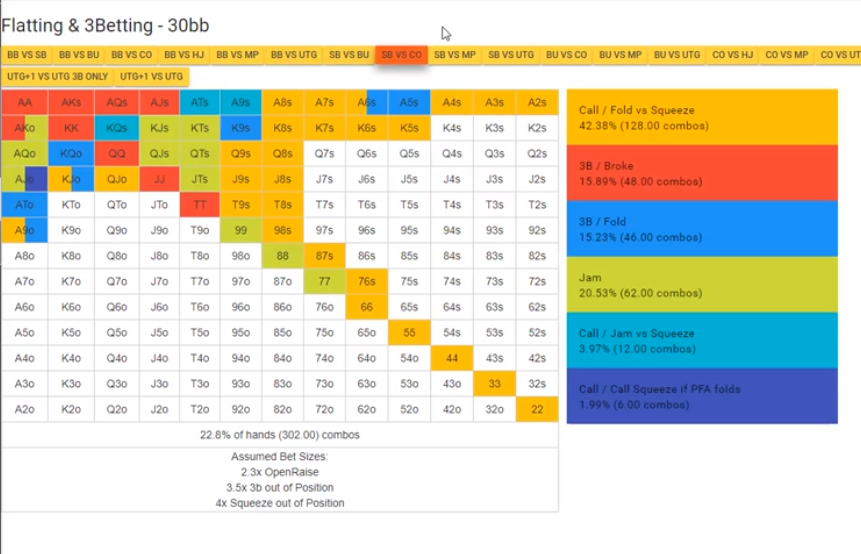 Flatting & 3Betting - 30bb
BB VS SB BB VS BU BB VS CO BB VS HJ BB VS MP BB VS UTG SB VS BU SB VS CO SB VS MP SB VS UTG BU VS CO BU VS MP BU VS UTG CO VS HJ CO VS MP CO VS UT
UTG+1 VS UTG 3B ONLY UTG+1 VS UTG
AA AKs AQs AJs ATs A9s A8s A7s A6s A5s A4s A3s A2s
AKo KK KQs KJs KTs K9s K8s K7s K6s K5s K4s K3s K2s
AQo KQo QQ QJs QTs Q9s Q8s Q7s Q6s Q5s Q4s Q3s Q2s
AJo KJo QJo JJ JTs J9s J8s J7s J6s J5s J4s J3s J2s
ATo KTo QTo JTo TT T9s T8s T7s T6s T5s T4s T3s T2s
A9o K9o Q9o J9o T9o 99 98s 97s 96s 95s 94s 93s 92s
A8o K8o Q8o J8o T8o 98o 88 87s 86s 85s 84s 83s 82s
A7o K7o Q7o J7o T7o 97o 87o 77 76s 75s 74s 73s 72s
A6o K6o Q6o J6o T6o 96o 86o 76o 66 65s 64s 63s 62s
A5o K5o Q5o J5o T5o 95o 85o 75o 65o 55 54s 53s 52s
A4o K4o Q4o J4o T4o 94o 84o 74o 64o 54o 44 43s 42s
A3o K3o Q3o J3o T3o 93o 83o 73o 63o 53o 43o 33 32s
A2o K2o Q2o J2o T2o 92o 82o 72o 62o 52o 42o 32o 22
22.8% of hands (302.00) combos
Assumed Bet Sizes:
2.3x OpenRaise
3.5x 3b out of Position
4x Squeeze out of Position
Call / Fold vs Squeeze
42.38% (128.00 combos)
3B / Broke
15.89% (48.00 combos)
3B / Fold
15.23% (46.00 combos)
Jam
20.53% (62.00 combos)
Call / Jam vs Squeeze
3.97% (12.00 combos)
Call / Call Squeeze if PFA folds
1.99% (6.00 combos)